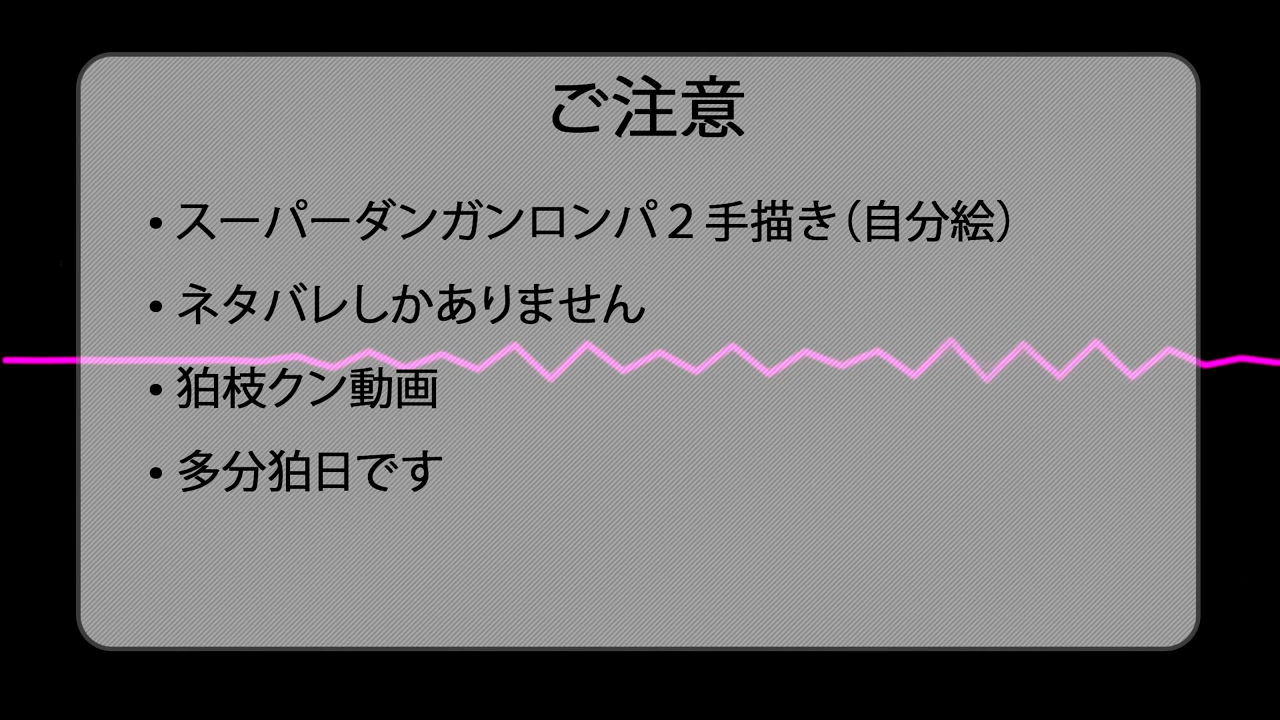 ご注意
• スーパーダンガンロンパ２手描き（自分絵）
• ネタバレしかありません
• 狛枝クン動画
• 多分狛日です